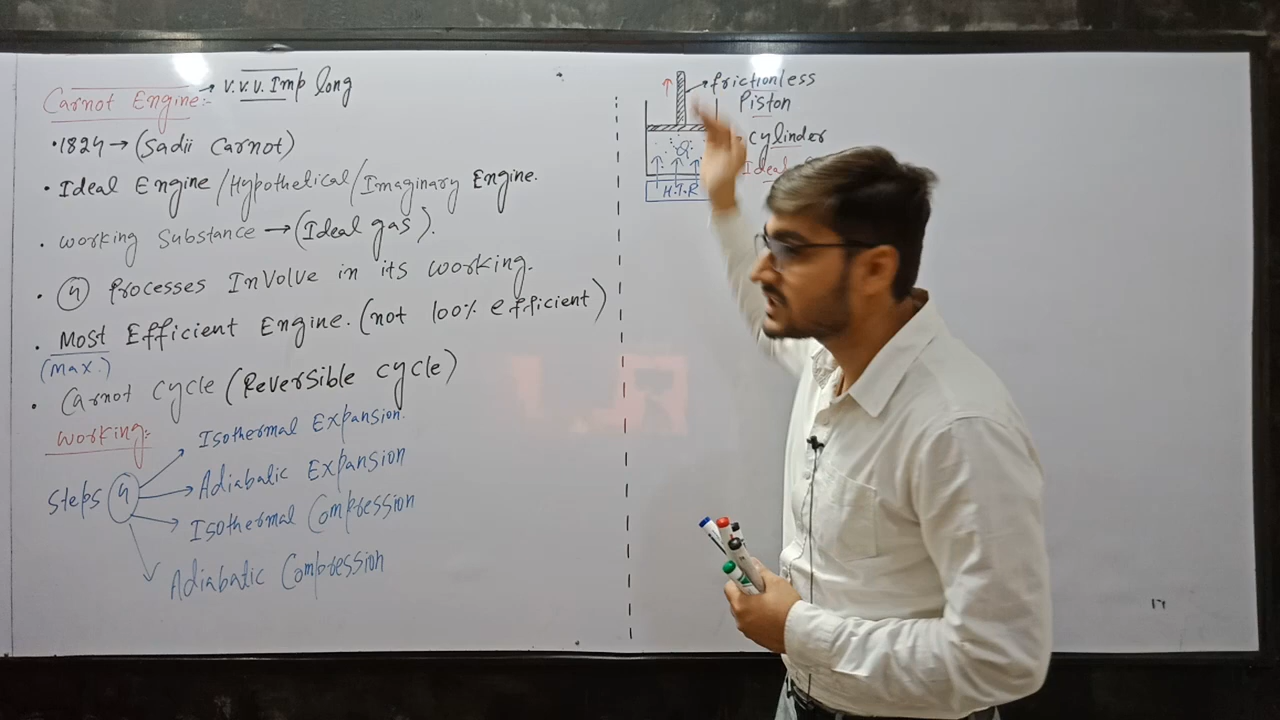 Carnot Engine:- → V.V.V. Imp long
• 1824 → (Sadii Carnot)
• Ideal Engine / Hypothetical / Imaginary Engine.
• Working Substance → (Ideal gas).
• 4 Processes Involve in its working.
• Most Efficient Engine. (not 100% efficient)
(Max.)
• Carnot Cycle (Reversible cycle)
Working:
Steps 4
Isothermal Expansion.
Adiabatic Expansion
Isothermal Compression
Adiabatic Compression
frictionless
Piston
cylinder
Ideal
H.T.R